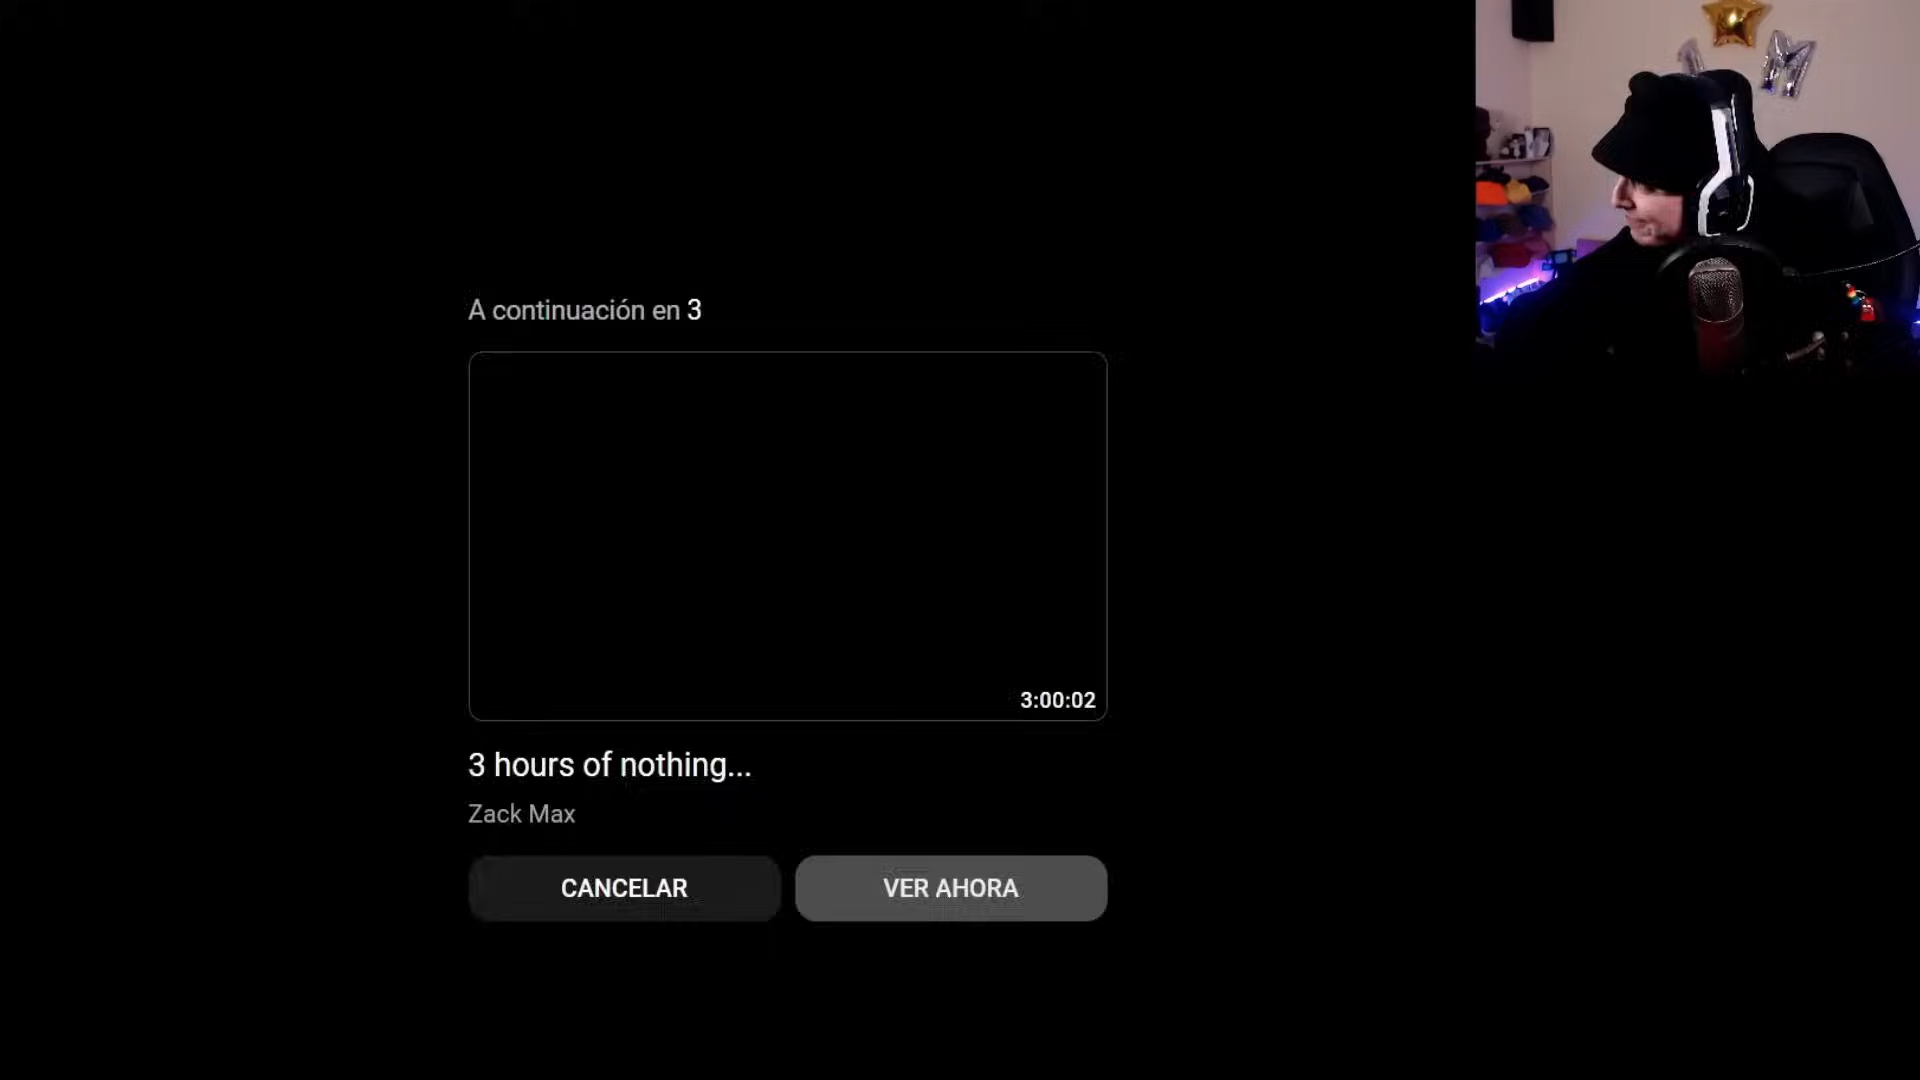 A continuación en 3
3:00:02
3 hours of nothing...
Zack Max
CANCELAR
VER AHORA
M